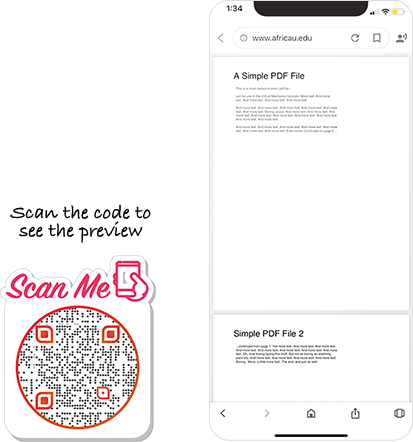 Scan the code to
see the preview
Scan Me
1:34
www.africau.edu
A Simple PDF File
This is a small demonstration .pdf file -
just for use in the Virtual Mechanics tutorials. More text. And more
text. And more text. And more text. And more text.
And more text. And more text. And more text. And more text. And more
text. And more text. Boring, zzzzz. And more text. And more text. And
more text. And more text. And more text. And more text. And more text.
And more text. And more text.
And more text. And more text. And more text. And more text. And more
text. And more text. And more text. Even more. Continued on page 2 ...
Simple PDF File 2
...continued from page 1. Yet more text. And more text. And more text.
And more text. And more text. And more text. And more text. And more
text. Oh, how boring typing this stuff. But not as boring as watching
paint dry. And more text. And more text. And more text. And more text.
Boring. More, a little more text. The end, and just as well.